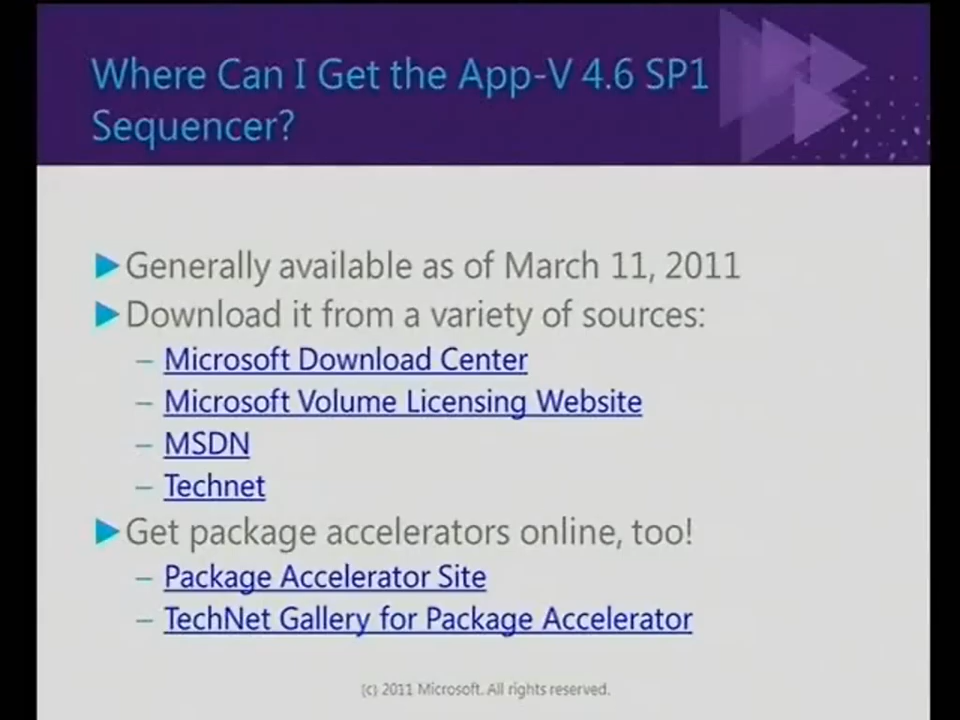 Where Can I Get the App-V 4.6 SP1
Sequencer?
Generally available as of March 11, 2011
Download it from a variety of sources:
– Microsoft Download Center
– Microsoft Volume Licensing Website
– MSDN
– Technet
Get package accelerators online, too!
– Package Accelerator Site
– TechNet Gallery for Package Accelerator
(c) 2011 Microsoft. All rights reserved.